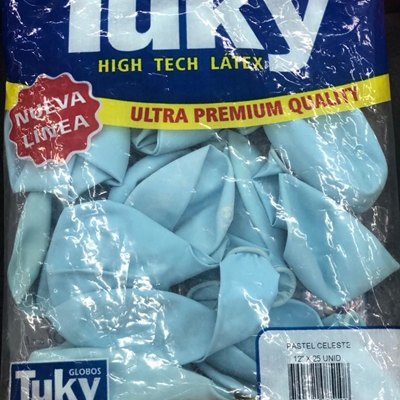 Tuky
HIGH TECH LATEX
NUEVA
LINEA
ULTRA PREMIUM QUALITY
PASTEL CELESTE
12" X 25 UNID
GLOBOS
Tuky